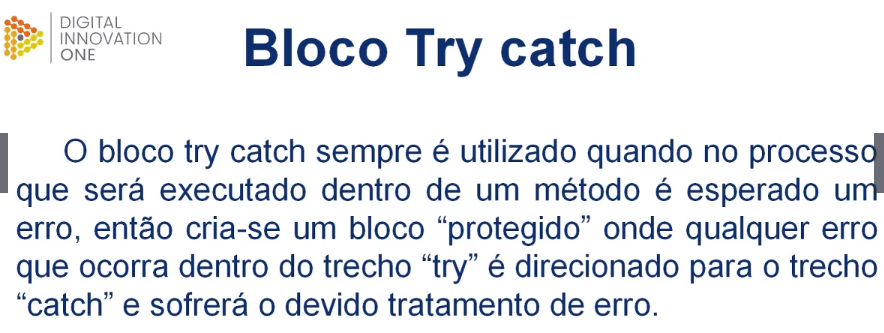 DIGITAL
INNOVATION
ONE
Bloco Try catch
O bloco try catch sempre é utilizado quando no processo
que será executado dentro de um método é esperado um
erro, então cria-se um bloco “protegido” onde qualquer erro
que ocorra dentro do trecho “try” é direcionado para o trecho
“catch” e sofrerá o devido tratamento de erro.